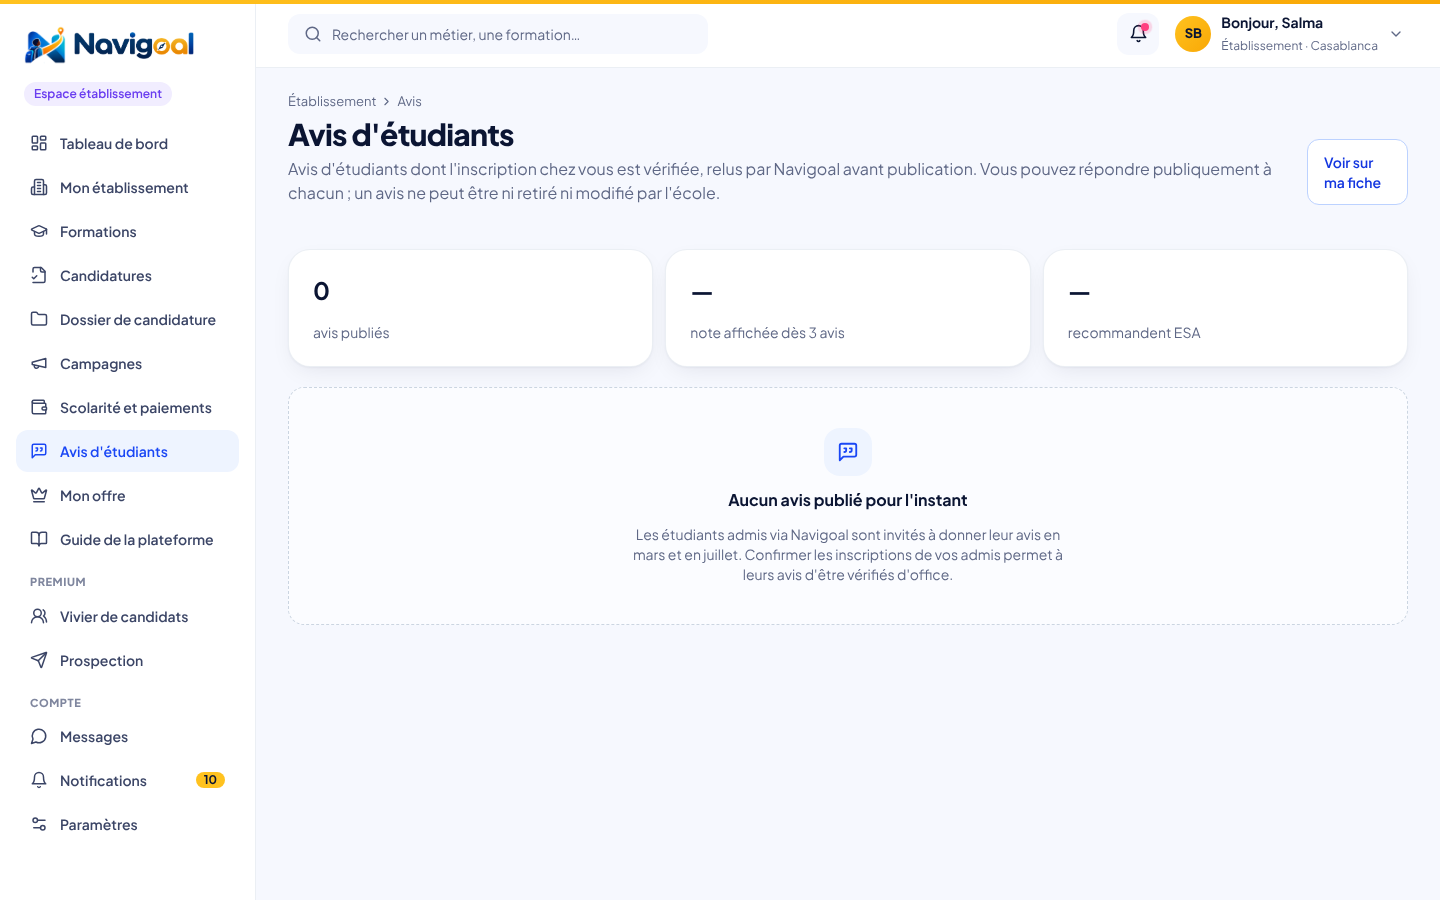 Navigoal
Espace établissement
Tableau de bord
Mon établissement
Formations
Candidatures
Dossier de candidature
Campagnes
Scolarité et paiements
Avis d'étudiants
Mon offre
Guide de la plateforme
PREMIUM
Vivier de candidats
Prospection
COMPTE
Messages
Notifications 10
Paramètres
Rechercher un métier, une formation...
SB
Bonjour, Salma
Établissement · Casablanca
Établissement > Avis
Avis d'étudiants
Avis d'étudiants dont l'inscription chez vous est vérifiée, relus par Navigoal avant publication. Vous pouvez répondre publiquement à
chacun ; un avis ne peut être ni retiré ni modifié par l'école.
Voir sur
ma fiche
0
avis publiés
—
note affichée dès 3 avis
—
recommandent ESA
Aucun avis publié pour l'instant
Les étudiants admis via Navigoal sont invités à donner leur avis en
mars et en juillet. Confirmer les inscriptions de vos admis permet à
leurs avis d'être vérifiés d'office.